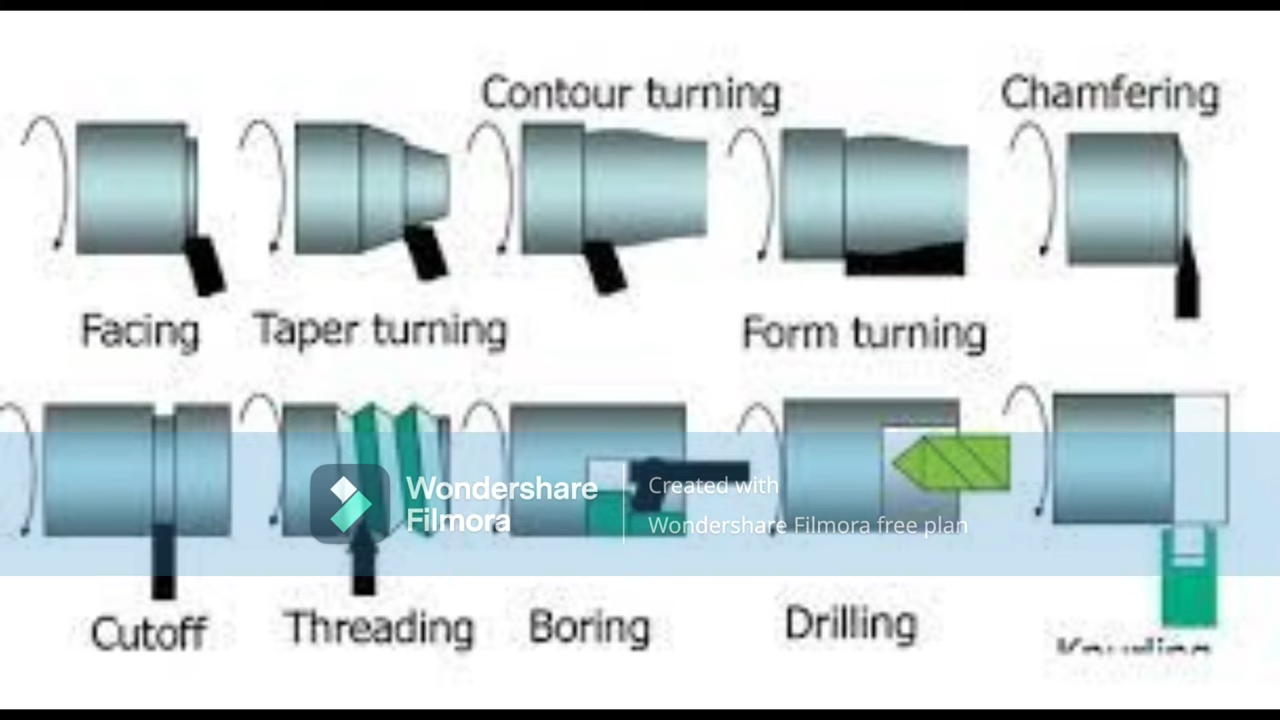 Contour turning
Chamfering
Facing
Taper turning
Form turning
Wondershare
Filmora
Created with
Wondershare Filmora free plan
Cutoff
Threading
Boring
Drilling